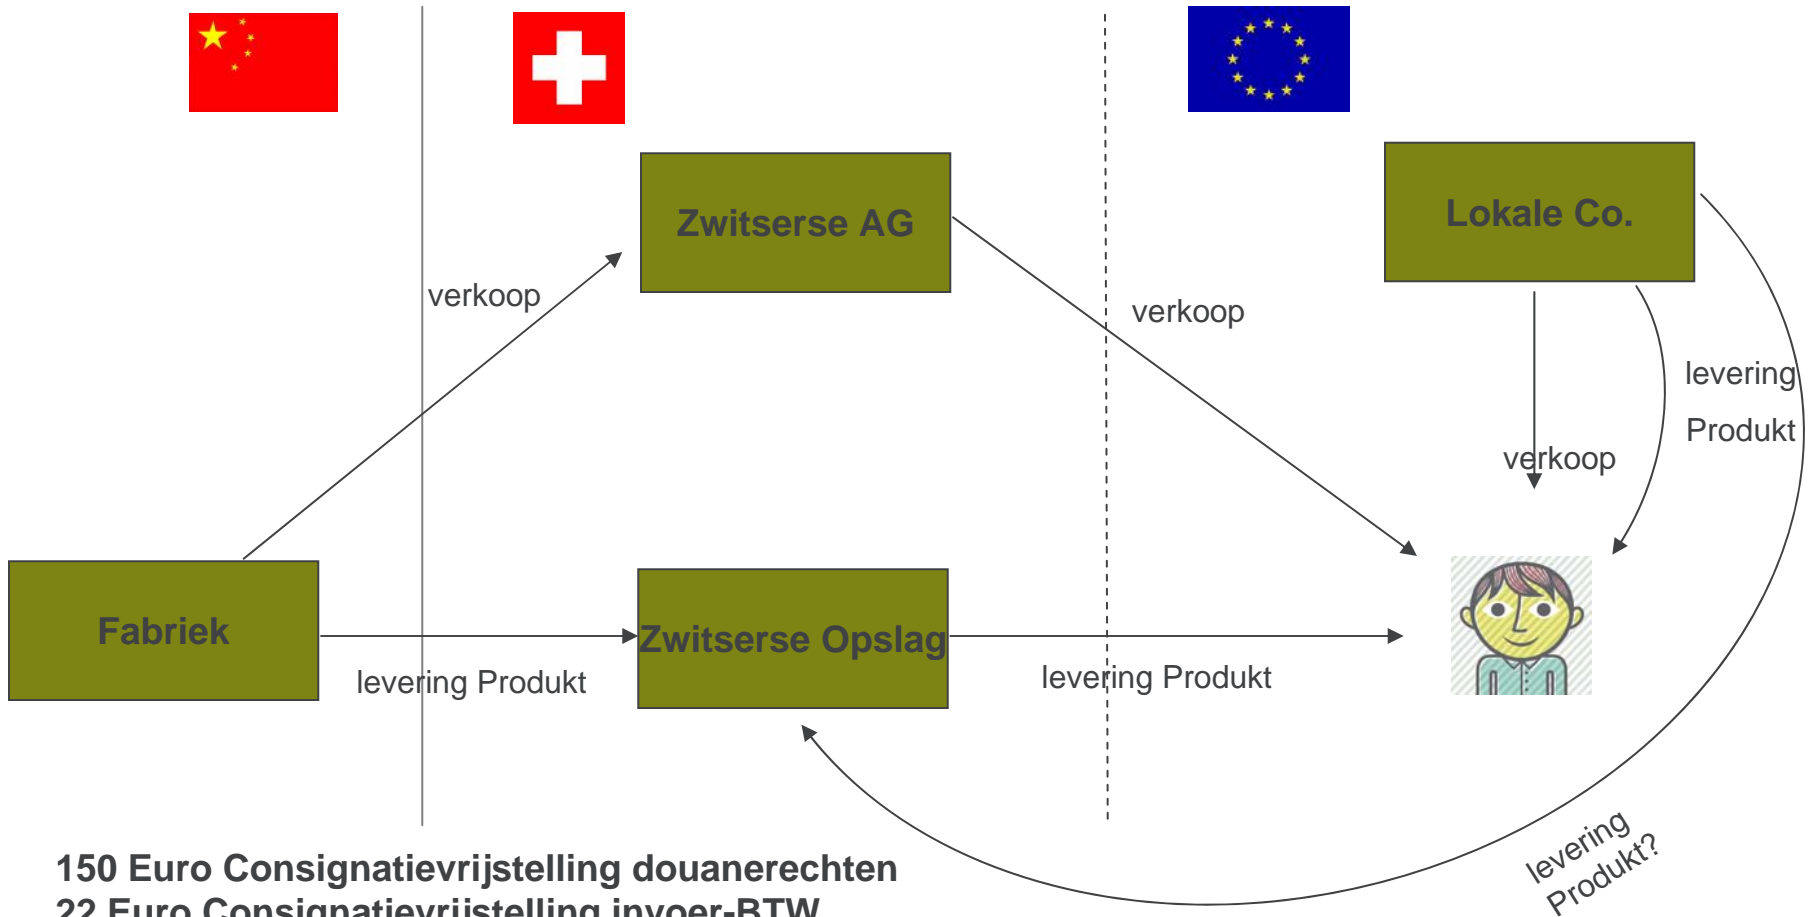 Zwitserse AG
Lokale Co.
verkoop
verkoop
levering
Produkt
verkoop
Fabriek
Zwitserse Opslag
levering Produkt
levering Produkt
levering
Produkt?
150 Euro Consignatievrijstelling douanerechten
22 Euro Consignatievrijstelling invoer-BTW